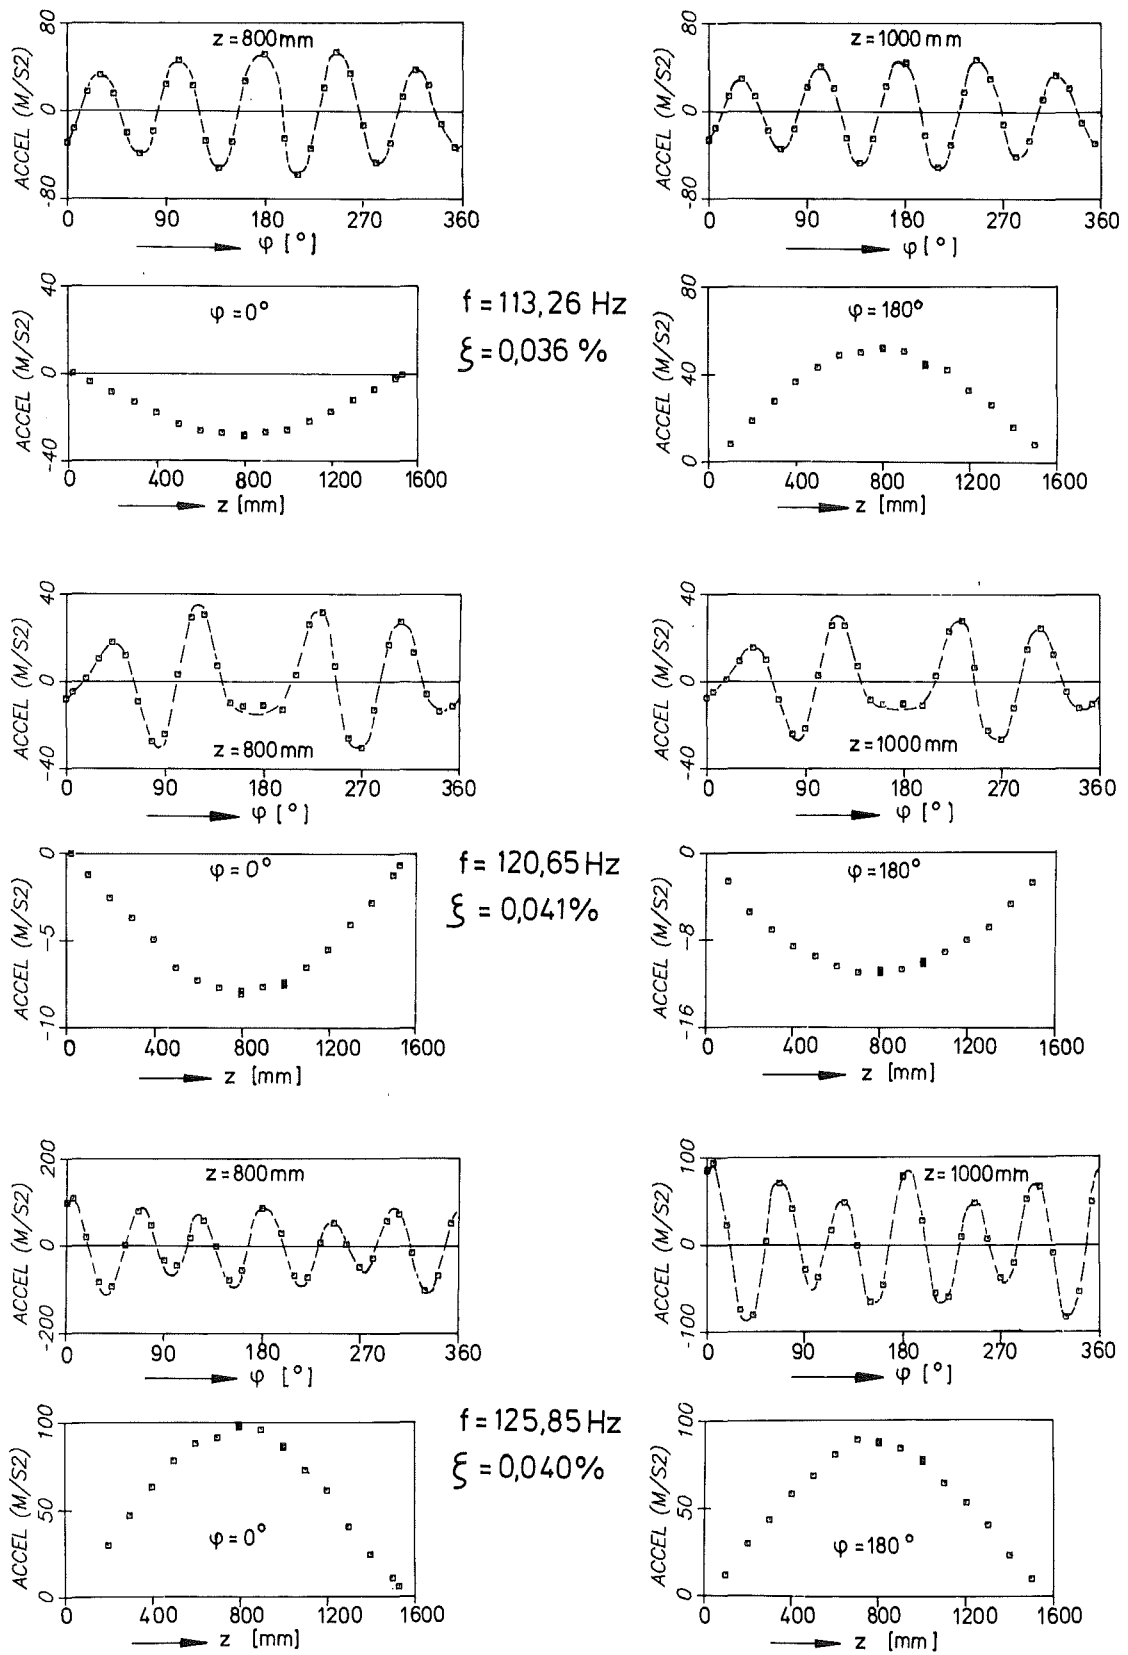 80
0
-80
ACCEL (M/S2)
z = 800 mm
0 90 180 270 360
φ [°]
80
0
-80
ACCEL (M/S2)
z = 1000 mm
0 90 180 270 360
φ [°]
40
0
-40
ACCEL (M/S2)
φ = 0°
0 400 800 1200 1600
z [mm]
f = 113,26 Hz
ξ = 0,036 %
80
40
0
ACCEL (M/S2)
φ = 180°
0 400 800 1200 1600
z [mm]
40
0
-40
ACCEL (M/S2)
z = 800 mm
0 90 180 270 360
φ [°]
40
0
-40
ACCEL (M/S2)
z = 1000 mm
0 90 180 270 360
φ [°]
0
-5
-10
ACCEL (M/S2)
φ = 0°
0 400 800 1200 1600
z [mm]
f = 120,65 Hz
ξ = 0,041%
0
-8
-16
ACCEL (M/S2)
φ = 180°
0 400 800 1200 1600
z [mm]
200
0
-200
ACCEL (M/S2)
z = 800 mm
0 90 180 270 360
φ [°]
100
0
-100
ACCEL (M/S2)
z = 1000 mm
0 90 180 270 360
φ [°]
100
50
0
ACCEL (M/S2)
φ = 0°
0 400 800 1200 1600
z [mm]
f = 125,85 Hz
ξ = 0,040%
100
50
0
ACCEL (M/S2)
φ = 180°
0 400 800 1200 1600
z [mm]